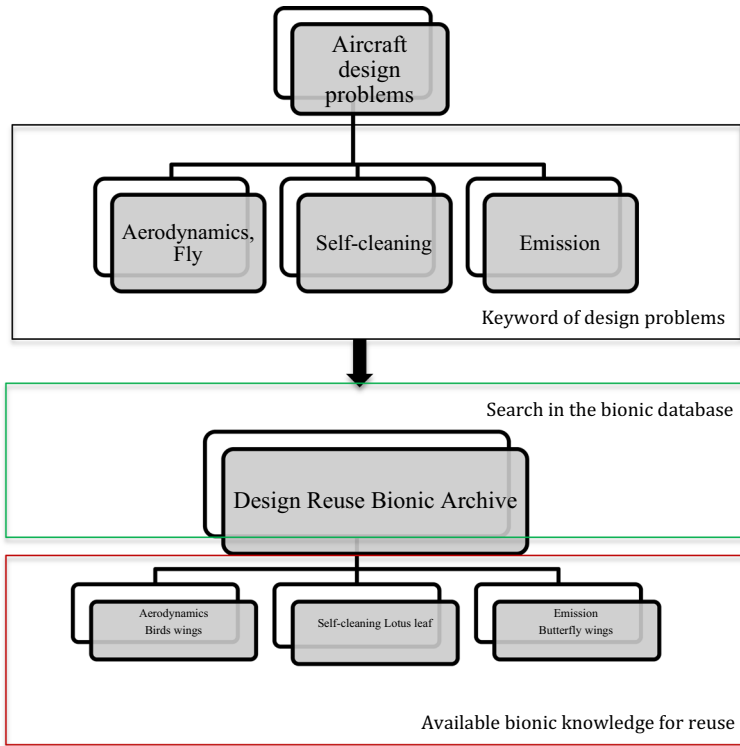 Aircraft
design
problems
Aerodynamics,
Fly
Self-cleaning
Emission
Keyword of design problems
Search in the bionic database
Design Reuse Bionic Archive
Aerodynamics
Birds wings
Self-cleaning Lotus leaf
Emission
Butterfly wings
Available bionic knowledge for reuse